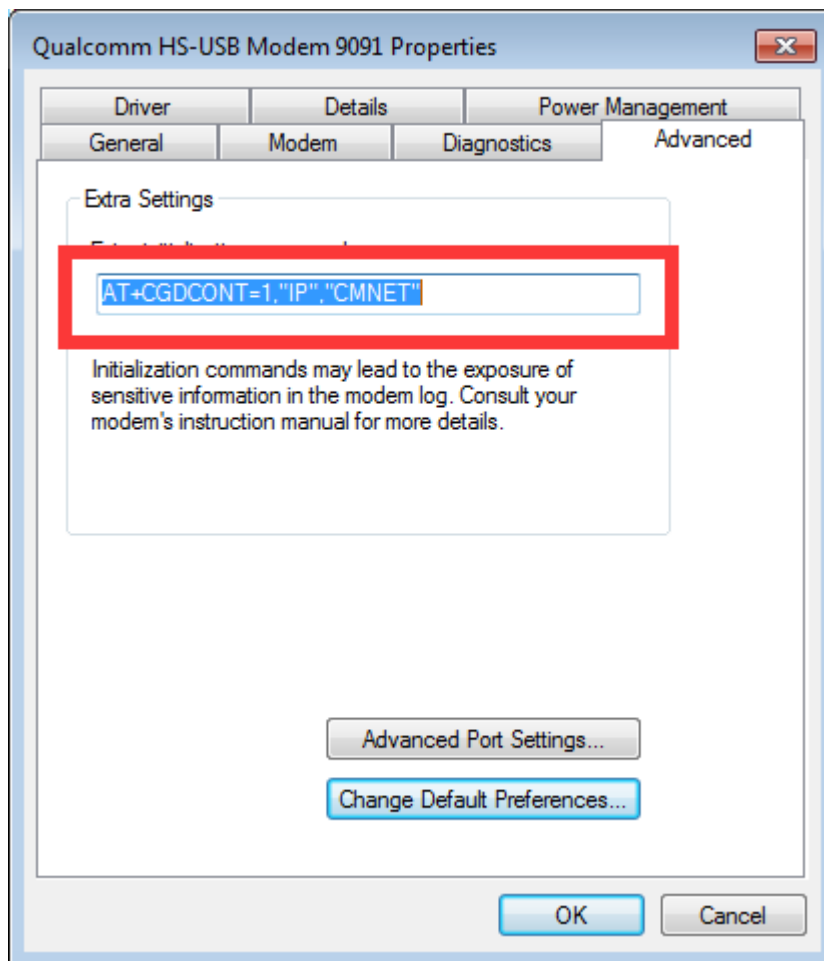 Qualcomm HS-USB Modem 9091 Properties
Driver Details Power Management
General Modem Diagnostics Advanced
Extra Settings
AT+CGDCONT=1,"IP","CMNET"
Initialization commands may lead to the exposure of
sensitive information in the modem log. Consult your
modem's instruction manual for more details.
Advanced Port Settings...
Change Default Preferences...
OK Cancel